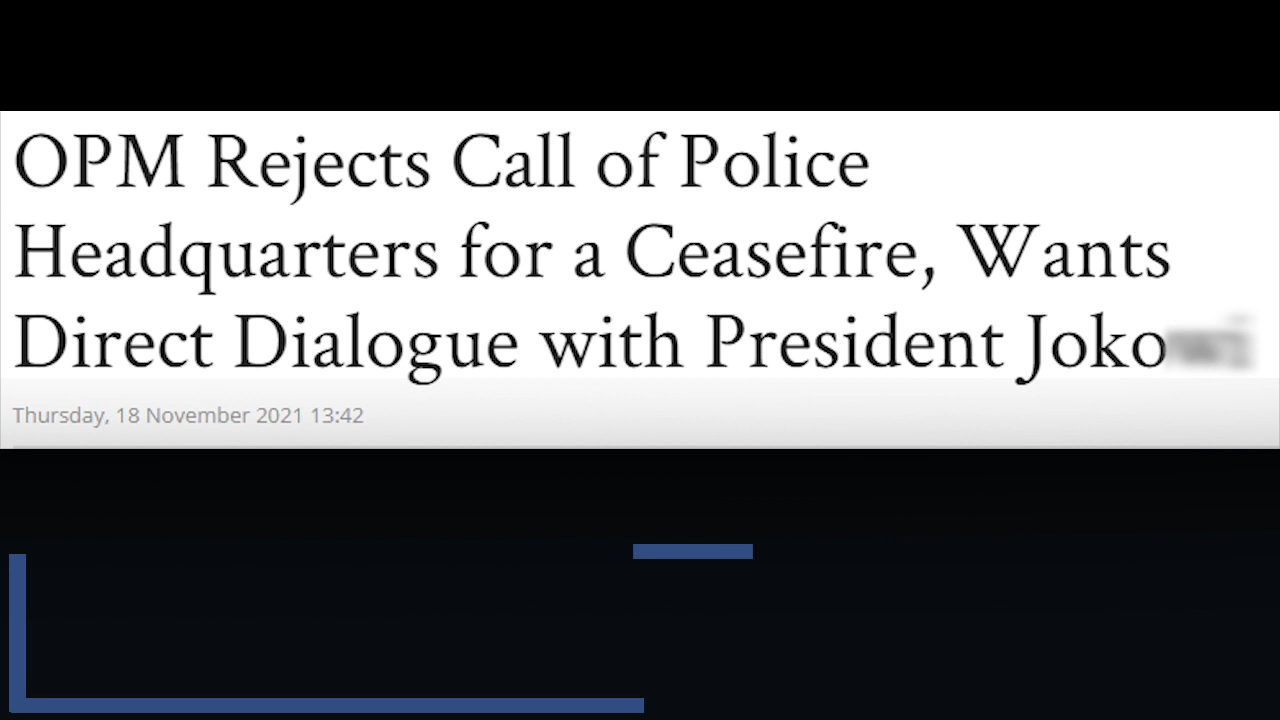 OPM Rejects Call of Police
Headquarters for a Ceasefire, Wants
Direct Dialogue with President Joko
Thursday, 18 November 2021 13:42